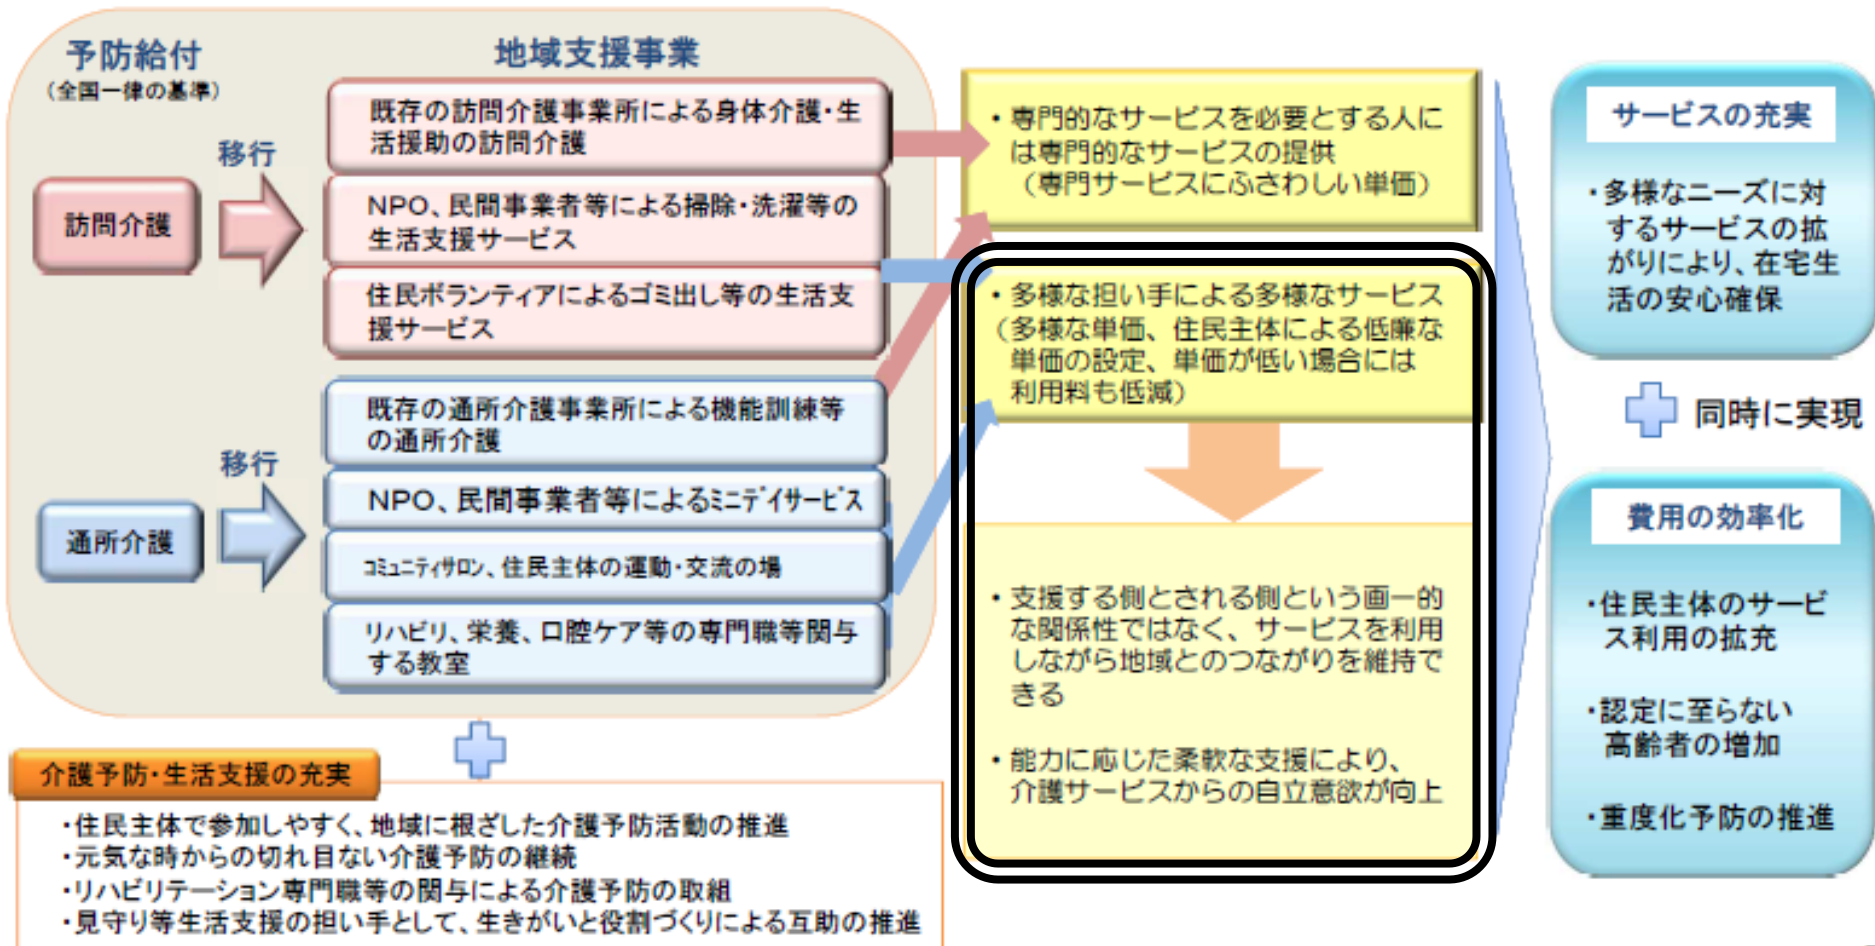 予防給付
（全国一律の基準）
地域支援事業
移行
訪問介護
既存の訪問介護事業所による身体介護・生
活援助の訪問介護
NPO、民間事業者等による掃除・洗濯等の
生活支援サービス
住民ボランティアによるゴミ出し等の生活支
援サービス
移行
通所介護
既存の通所介護事業所による機能訓練等
の通所介護
NPO、民間事業者等によるﾐﾆﾃﾞｲｻｰﾋﾞｽ
ｺﾐｭﾆﾃｨｻﾛﾝ、住民主体の運動・交流の場
リハビリ、栄養、口腔ケア等の専門職等関与
する教室
介護予防・生活支援の充実
・住民主体で参加しやすく、地域に根ざした介護予防活動の推進
・元気な時からの切れ目ない介護予防の継続
・リハビリテーション専門職等の関与による介護予防の取組
・見守り等生活支援の担い手として、生きがいと役割づくりによる互助の推進
・専門的なサービスを必要とする人に
は専門的なサービスの提供
（専門サービスにふさわしい単価）
・多様な担い手による多様なサービス
（多様な単価、住民主体による低廉な
単価の設定、単価が低い場合には
利用料も低減）
・支援する側とされる側という画一的
な関係性ではなく、サービスを利用
しながら地域とのつながりを維持で
きる
・能力に応じた柔軟な支援により、
介護サービスからの自立意欲が向上
サービスの充実
・多様なニーズに対
するサービスの拡
がりにより、在宅生
活の安心確保
同時に実現
費用の効率化
・住民主体のサービ
ス利用の拡充
・認定に至らない
高齢者の増加
・重度化予防の推進